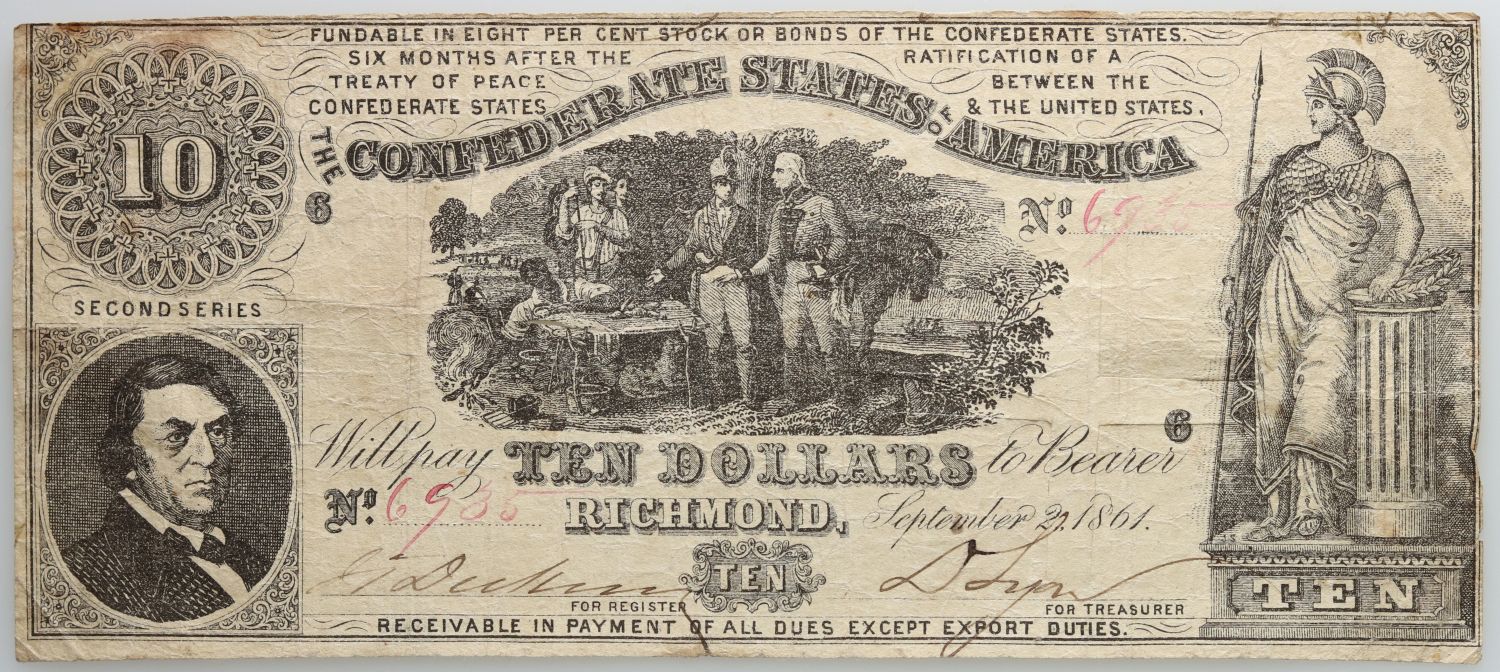 FUNDABLE IN EIGHT PER CENT STOCK OR BONDS OF THE CONFEDERATE STATES.
SIX MONTHS AFTER THE RATIFICATION OF A
TREATY OF PEACE BETWEEN THE
CONFEDERATE STATES & THE UNITED STATES,
THE CONFEDERATE STATES OF AMERICA
10
6
Nº. 6935
SECOND SERIES
6
Will pay TEN DOLLARS to Bearer
Nº. 6935 RICHMOND, September 2, 1861.
TEN
FOR REGISTER FOR TREASURER
TEN
RECEIVABLE IN PAYMENT OF ALL DUES EXCEPT EXPORT DUTIES.